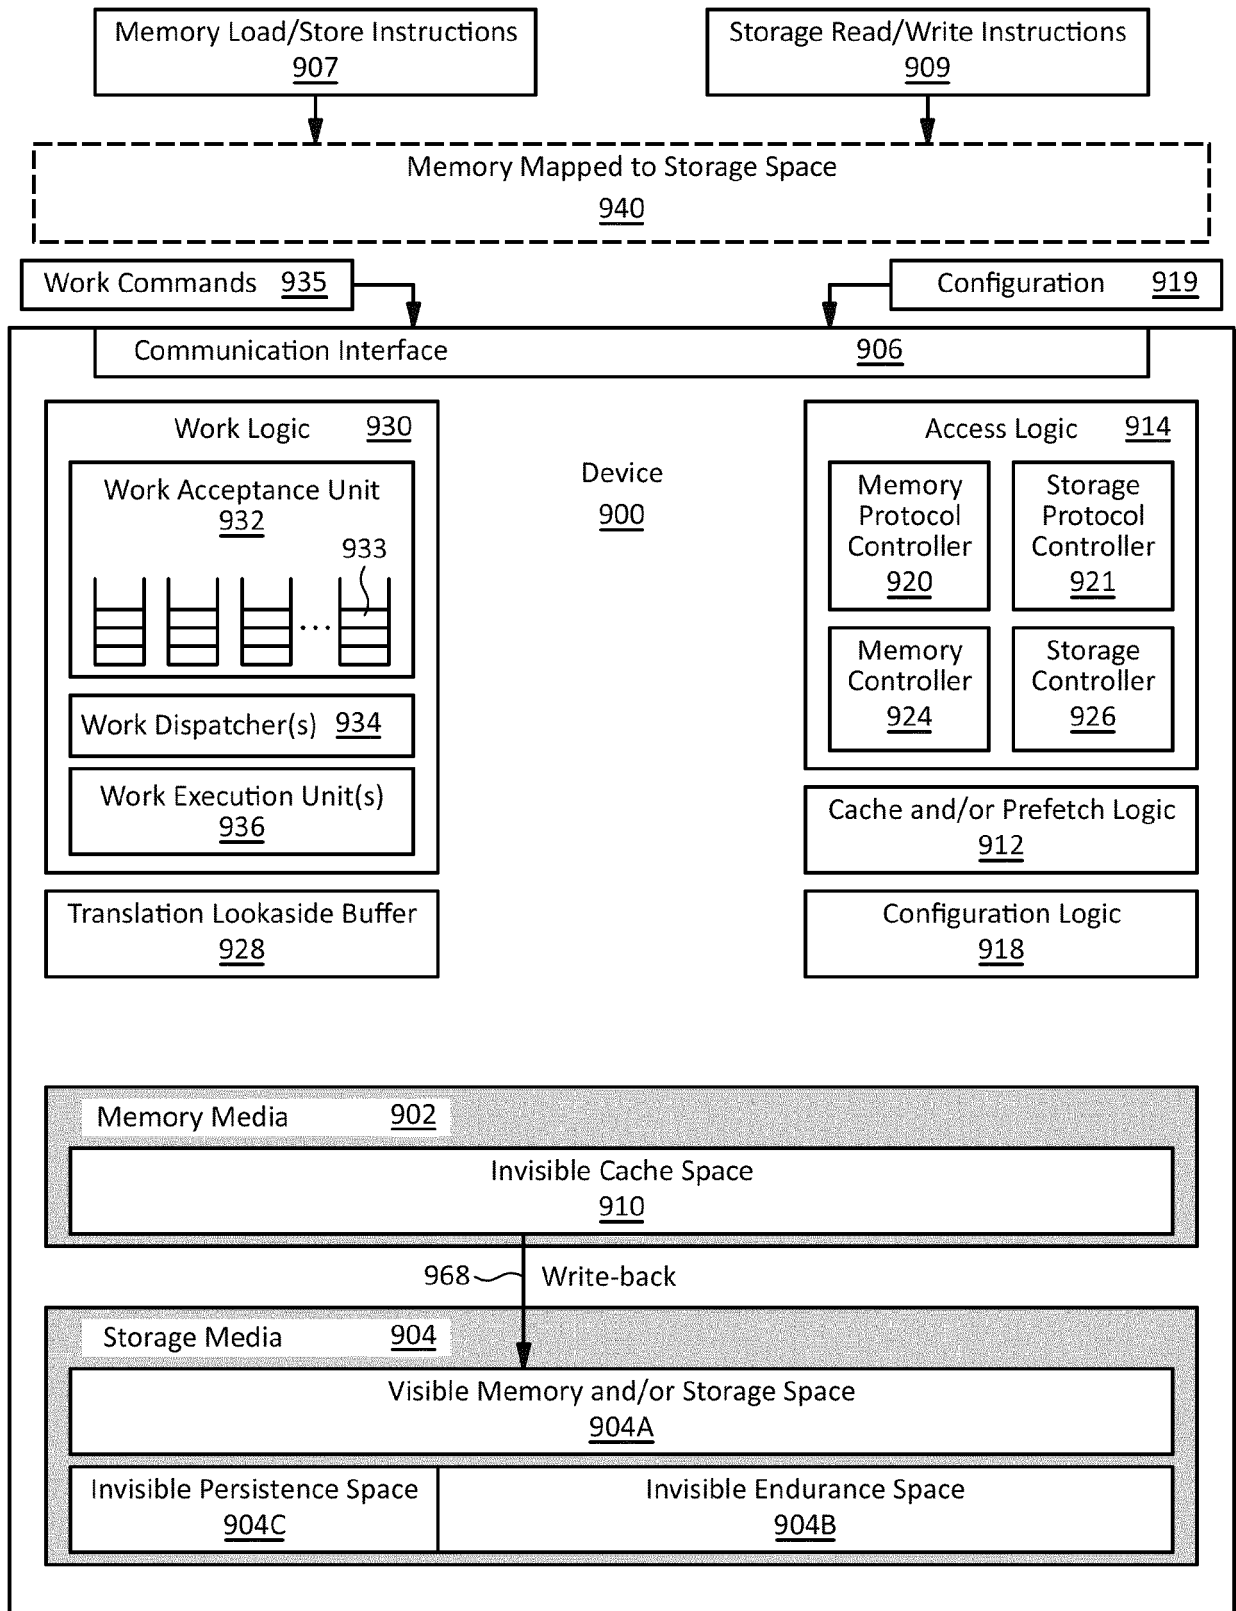 Memory Load/Store Instructions
907
Storage Read/Write Instructions
909
Memory Mapped to Storage Space
940
Work Commands 935
Configuration 919
Communication Interface 906
Work Logic 930
Work Acceptance Unit
932
933
...
Work Dispatcher(s) 934
Work Execution Unit(s)
936
Translation Lookaside Buffer
928
Device
900
Access Logic 914
Memory
Protocol
Controller
920
Storage
Protocol
Controller
921
Memory
Controller
924
Storage
Controller
926
Cache and/or Prefetch Logic
912
Configuration Logic
918
Memory Media 902
Invisible Cache Space
910
968 Write-back
Storage Media 904
Visible Memory and/or Storage Space
904A
Invisible Persistence Space
904C
Invisible Endurance Space
904B